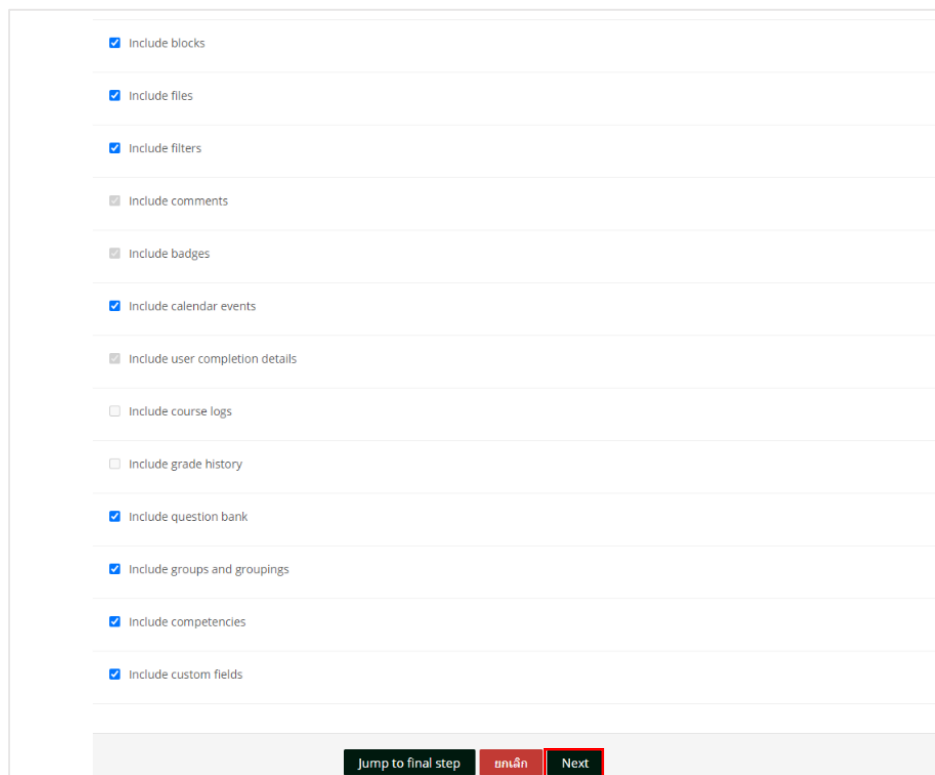 Include blocks
Include files
Include filters
Include comments
Include badges
Include calendar events
Include user completion details
Include course logs
Include grade history
Include question bank
Include groups and groupings
Include competencies
Include custom fields
Jump to final step ยกเล็ก Next